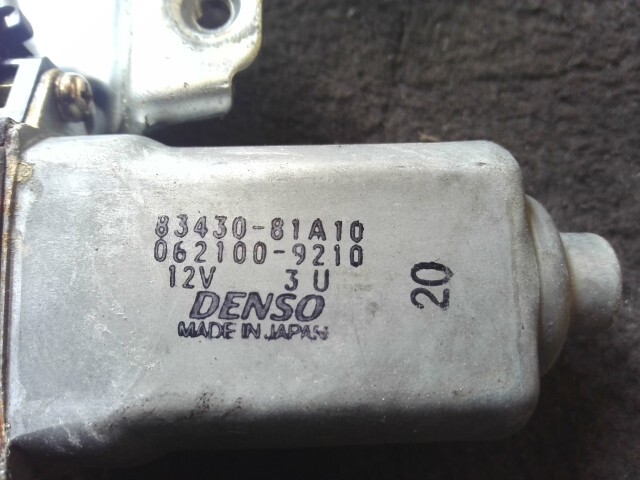 83430-81A10
062100-9210
12V 3U
DENSO
MADE IN JAPAN
20